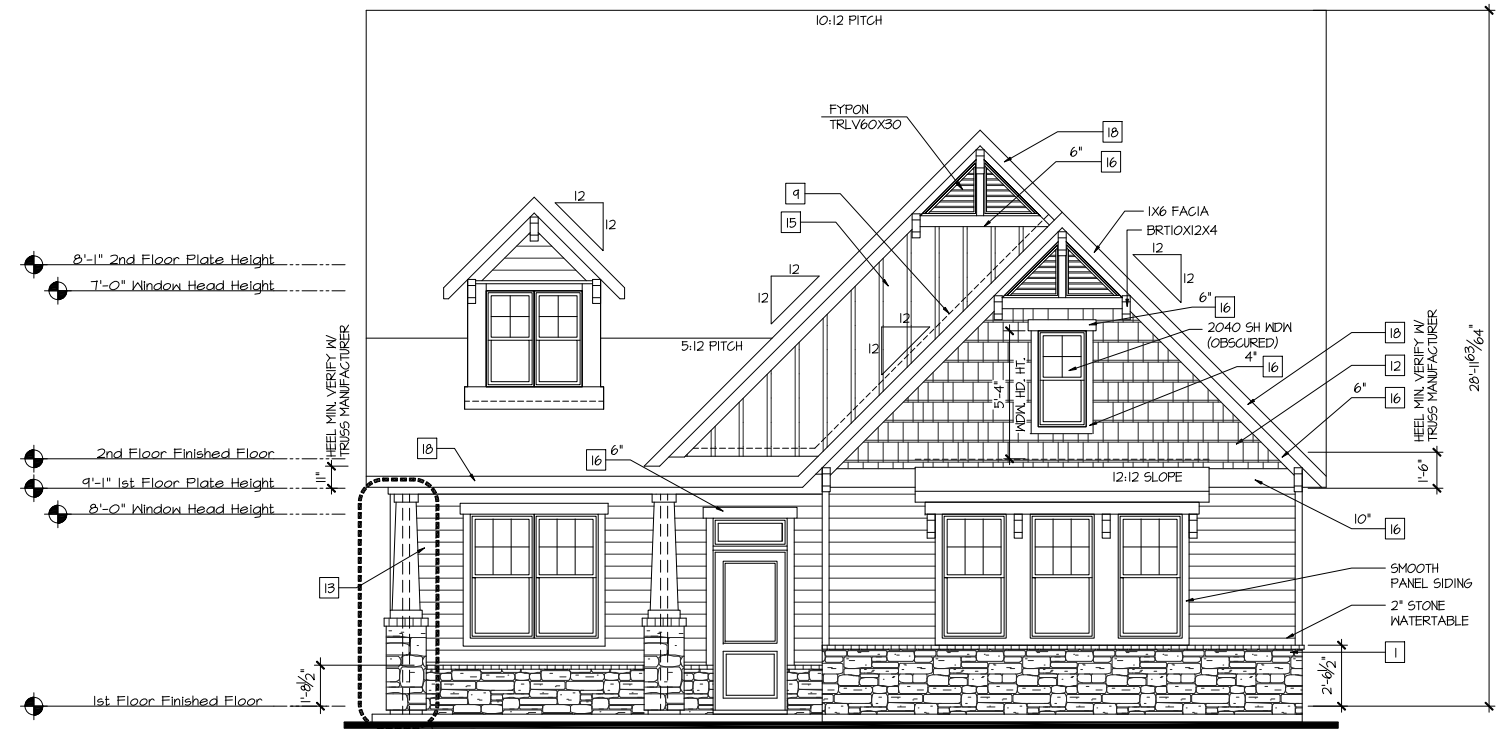 10:12 PITCH
FYPON
TRLV60X30
18
6"
16
9
15
1X6 FACIA
BRT10X12X4
12
12
12
12
12
12
12
12
8'-1" 2nd Floor Plate Height
7'-0" Window Head Height
6"
16
2040 SH WDW
(OBSCURED)
4"
16
18
12
6"
16
5:12 PITCH
5'-4"
WDW. HD. HT.
HEEL MIN. VERIFY W/
TRUSS MANUFACTURER
11"
HEEL MIN. VERIFY W/
TRUSS MANUFACTURER
1'-6"
28'-11 63/64"
2nd Floor Finished Floor
9'-1" 1st Floor Plate Height
8'-0" Window Head Height
18
16
6"
12:12 SLOPE
10"
16
13
SMOOTH
PANEL SIDING
2" STONE
WATERTABLE
1
1'-8 1/2"
2'-6 1/2"
1st Floor Finished Floor